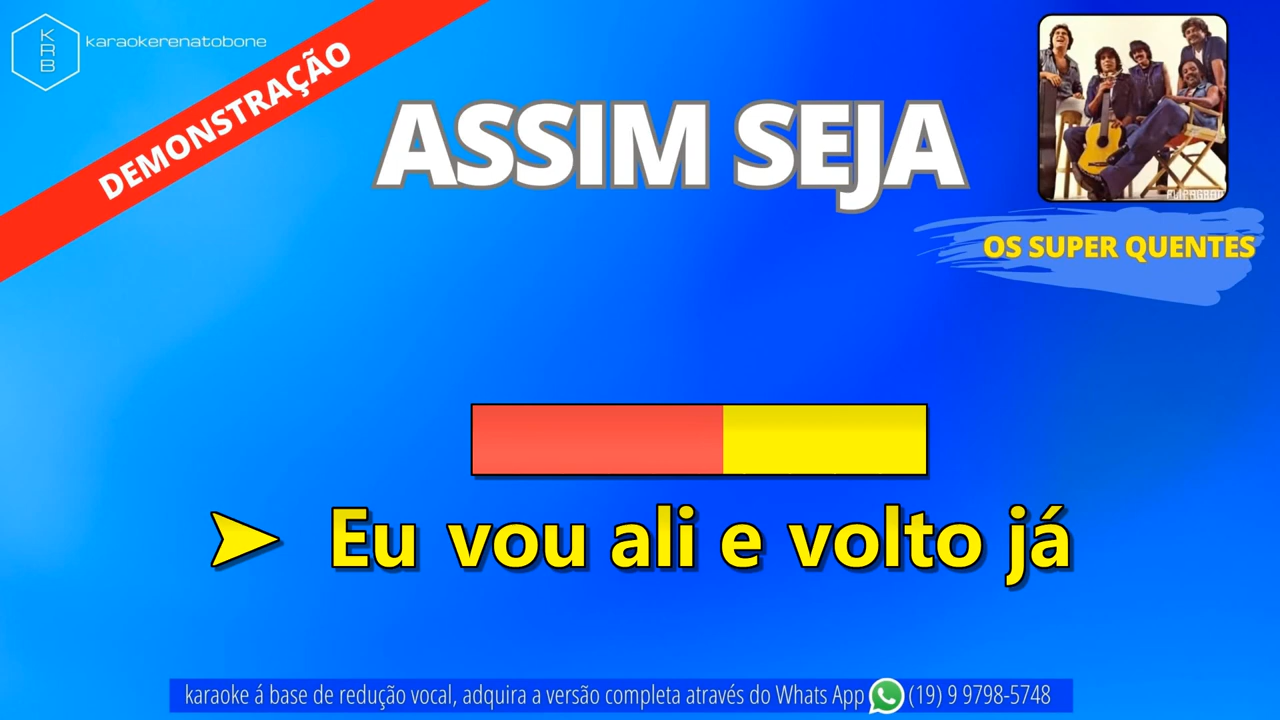 KRB
karaokerenatobone
DEMONSTRAÇÃO
ASSIM SEJA
OS SUPER QUENTES
Eu vou ali e volto já
karaoke á base de redução vocal, adquira a versão completa através do Whats App (19) 9 9798-5748